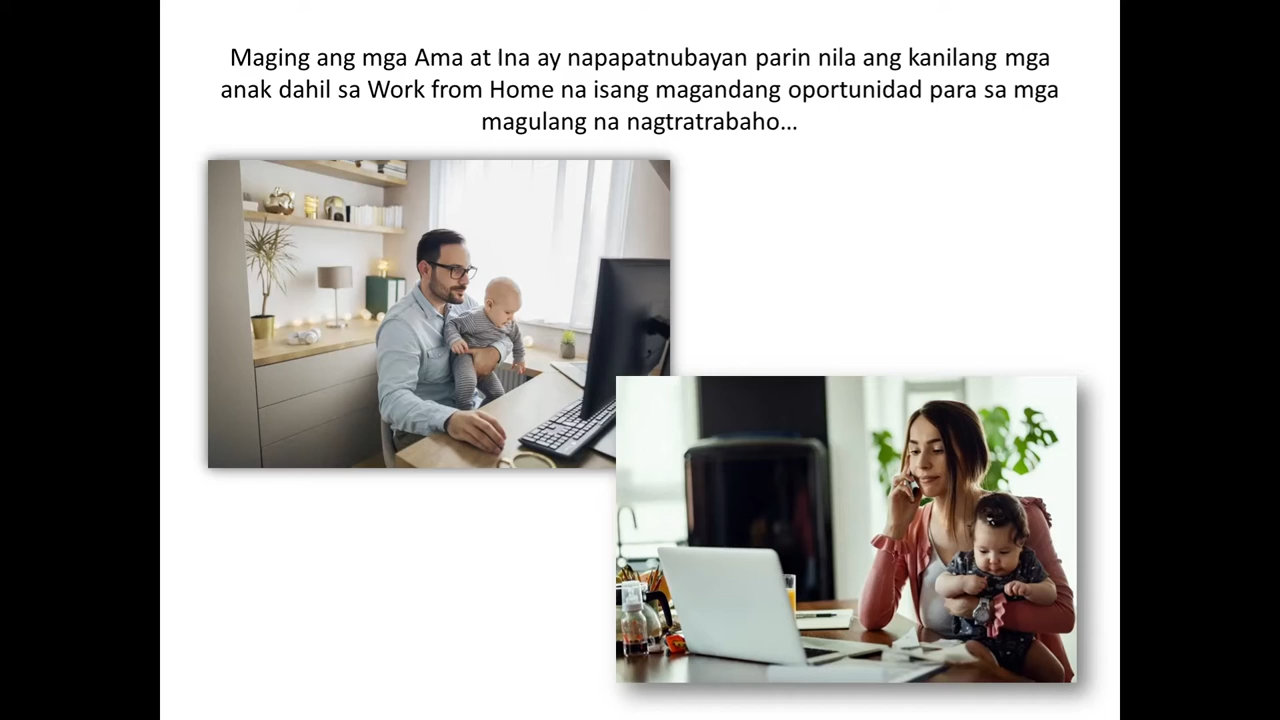 Maging ang mga Ama at Ina ay napapatnubayan parin nila ang kanilang mga
anak dahil sa Work from Home na isang magandang oportunidad para sa mga
magulang na nagtratrabaho...